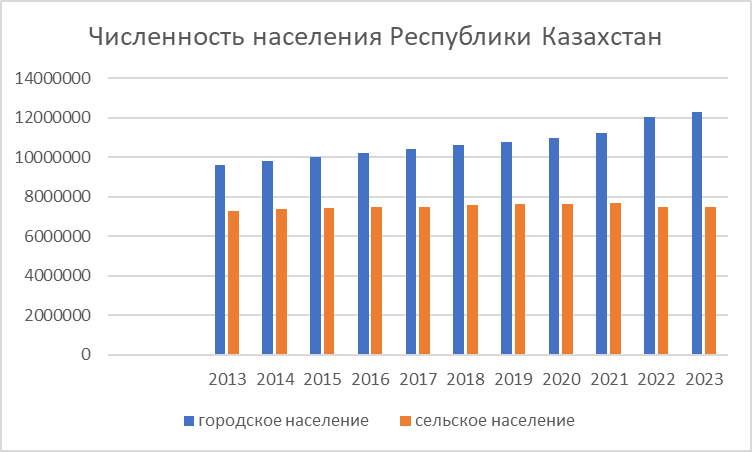 Численность населения Республики Казахстан
14000000
12000000
10000000
8000000
6000000
4000000
2000000
0
2013 2014 2015 2016 2017 2018 2019 2020 2021 2022 2023
городское население сельское население